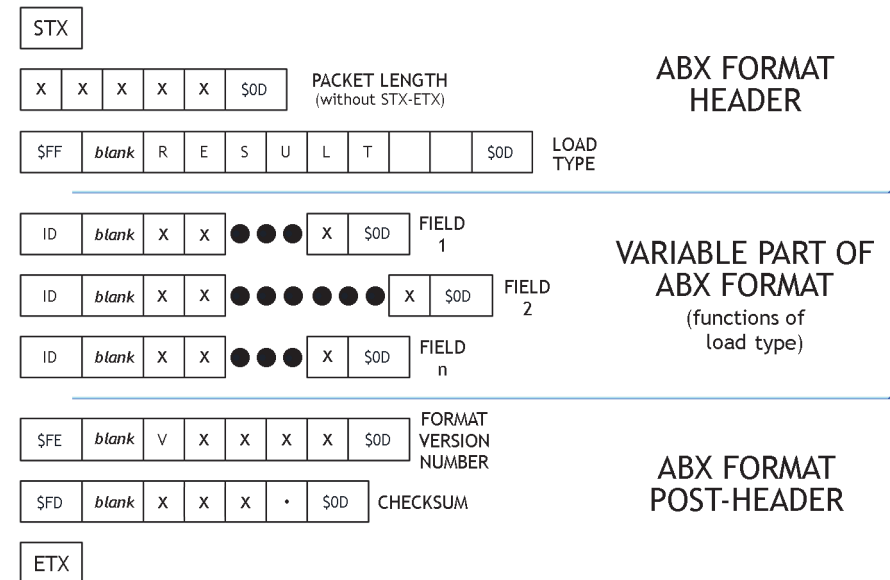 STX
X X X X X $0D
PACKET LENGTH
(without STX-ETX)
ABX FORMAT
HEADER
$FF blank R E S U L T $0D
LOAD
TYPE
ID blank X X ●●● X $0D
FIELD
1
VARIABLE PART OF
ABX FORMAT
(functions of
load type)
ID blank X X ●●●●●● X $0D
FIELD
2
ID blank X X ●●● X $0D
FIELD
n
$FE blank V X X X X $0D
FORMAT
VERSION
NUMBER
ABX FORMAT
POST-HEADER
$FD blank X X X • $0D
CHECKSUM
ETX